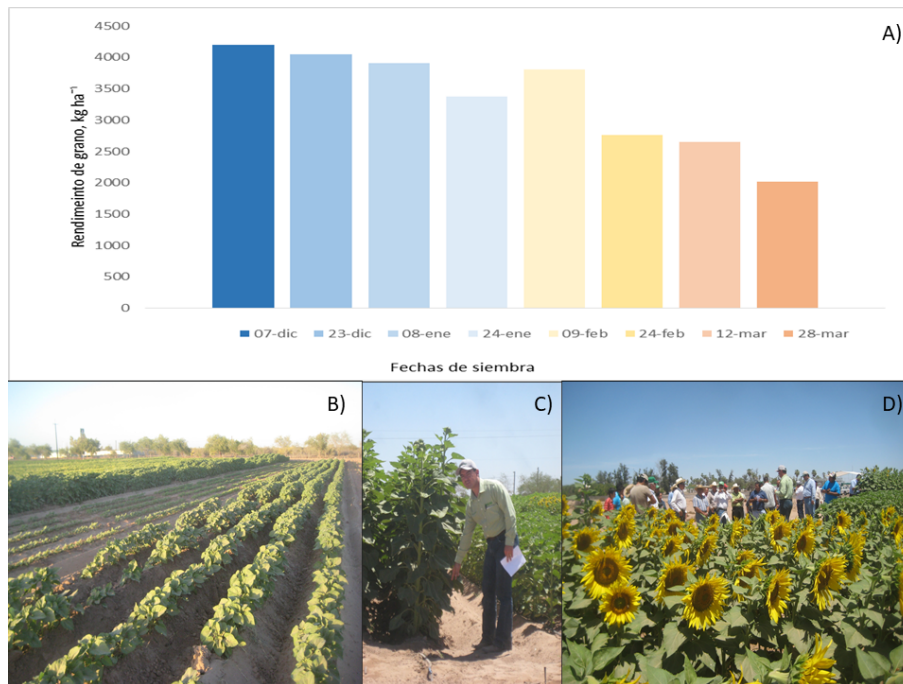 A)
4500
4000
3500
3000
2500
2000
1500
1000
500
0
Rendimeinto de grano, kg ha⁻¹
07-dic 23-dic 08-ene 24-ene 09-feb 24-feb 12-mar 28-mar
Fechas de siembra
B) C) D)